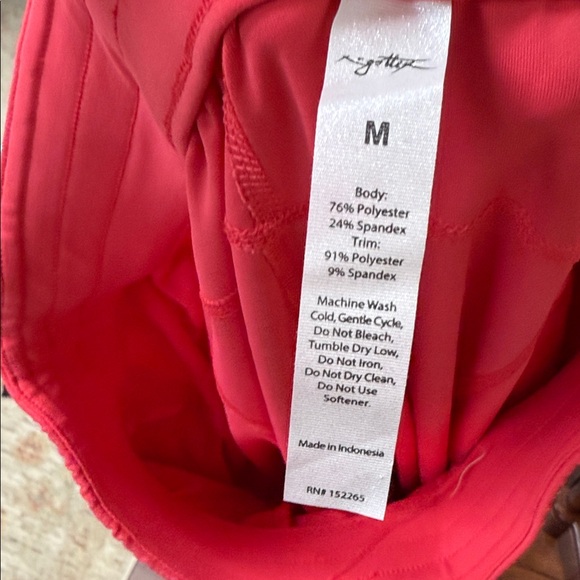 M
Body:
76% Polyester
24% Spandex
Trim:
91% Polyester
9% Spandex
Machine Wash
Cold, Gentle Cycle,
Do Not Bleach,
Tumble Dry Low,
Do Not Iron,
Do Not Dry Clean,
Do Not Use
Softener.
Made in Indonesia
RN# 152265